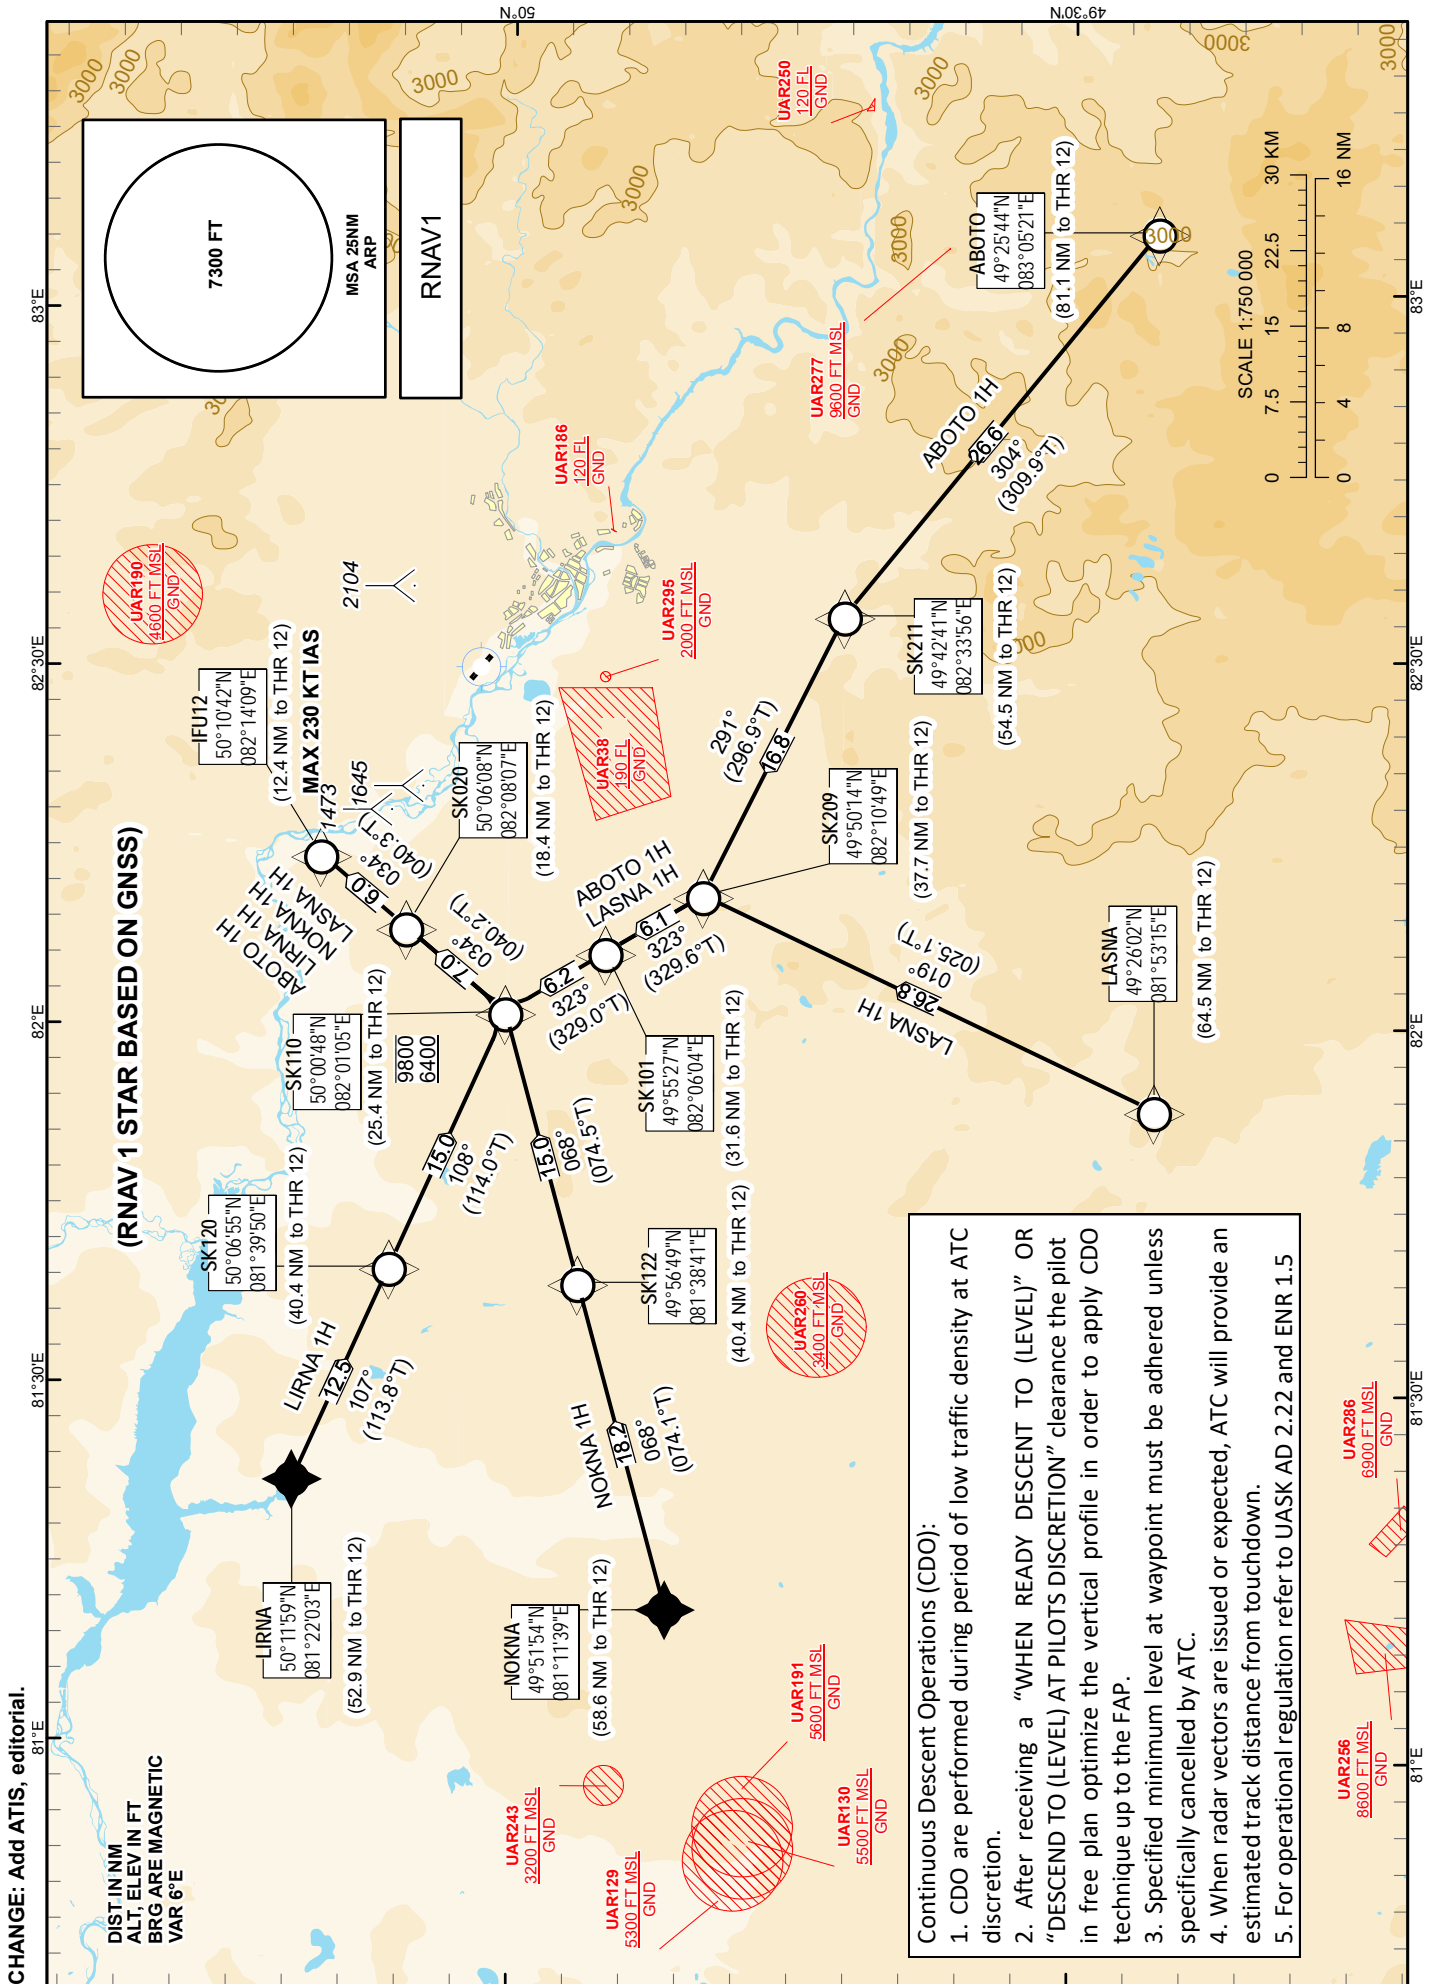 CHANGE: Add ATIS, editorial.
DIST IN NM
ALT, ELEV IN FT
BRG ARE MAGNETIC
VAR 6°E
(RNAV 1 STAR BASED ON GNSS)
7300 FT
MSA 25NM
ARP
RNAV1
81°E
81°30'E
82°E
82°30'E
83°E
50°N
49°30'N
81°E
81°30'E
82°E
82°30'E
83°E
LIRNA
50°11'59"N
081°22'03"E
(52.9 NM to THR 12)
LIRNA 1H
12.5
107°
(113.8°T)
SK120
50°06'55"N
081°39'50"E
(40.4 NM to THR 12)
15.0
108°
(114.0°T)
SK110
50°00'48"N
082°01'05"E
(25.4 NM to THR 12)
9800
6400
ABOTO 1H
LIRNA 1H
NOKNA 1H
LASNA 1H
7.0
034°
(040.2°T)
6.0
034°
(040.3°T)
IFU12
50°10'42"N
082°14'09"E
(12.4 NM to THR 12)
MAX 230 KT IAS
1473
1645
2104
SK020
50°06'08"N
082°08'07"E
(18.4 NM to THR 12)
NOKNA
49°51'54"N
081°11'39"E
(58.6 NM to THR 12)
NOKNA 1H
18.2
068°
(074.1°T)
SK122
49°56'49"N
081°38'41"E
(40.4 NM to THR 12)
15.0
068°
(074.5°T)
6.2
323°
(329.0°T)
SK101
49°55'27"N
082°06'04"E
(31.6 NM to THR 12)
ABOTO 1H
LASNA 1H
6.1
323°
(329.6°T)
SK209
49°50'14"N
082°10'49"E
(37.7 NM to THR 12)
291°
(296.9°T)
16.8
SK211
49°42'41"N
082°33'56"E
(54.5 NM to THR 12)
ABOTO 1H
26.6
304°
(309.9°T)
ABOTO
49°25'44"N
083°05'21"E
(81.1 NM to THR 12)
LASNA 1H
26.8
019°
(025.1°T)
LASNA
49°26'02"N
081°53'15"E
(64.5 NM to THR 12)
UAR190
4600 FT MSL
GND
UAR186
120 FL
GND
UAR295
2000 FT MSL
GND
UAR38
190 FL
GND
UAR250
120 FL
GND
UAR277
9600 FT MSL
GND
UAR243
3200 FT MSL
GND
UAR129
5300 FT MSL
GND
UAR191
5600 FT MSL
GND
UAR130
5500 FT MSL
GND
UAR260
3400 FT MSL
GND
UAR286
6900 FT MSL
GND
UAR256
8600 FT MSL
GND
3000
3000
3000
3000
3000
3000
3000
3000
3000
3000
SCALE 1:750 000
0 7.5 15 22.5 30 KM
0 4 8 16 NM
Continuous Descent Operations (CDO):
1. CDO are performed during period of low traffic density at ATC
discretion.
2. After receiving a “WHEN READY DESCENT TO (LEVEL)” OR
“DESCEND TO (LEVEL) AT PILOTS DISCRETION” clearance the pilot
in free plan optimize the vertical profile in order to apply CDO
technique up to the FAP.
3. Specified minimum level at waypoint must be adhered unless
specifically cancelled by ATC.
4. When radar vectors are issued or expected, ATC will provide an
estimated track distance from touchdown.
5. For operational regulation refer to UASK AD 2.22 and ENR 1.5